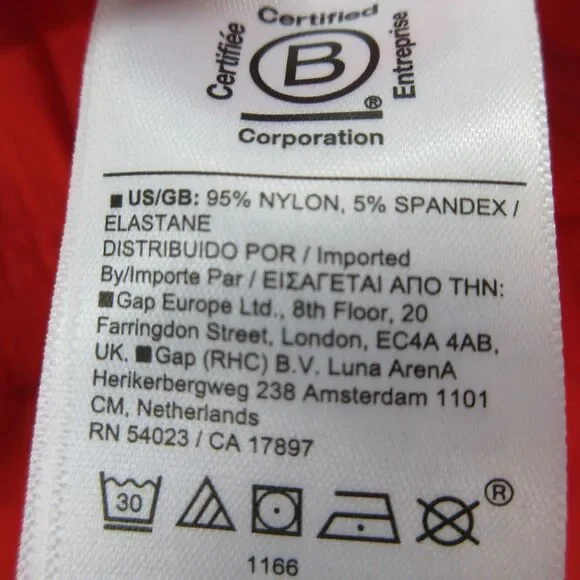 Certified
Certifiée
B
Entreprise
®
Corporation
■ US/GB: 95% NYLON, 5% SPANDEX /
ELASTANE
DISTRIBUIDO POR / Imported
By/Importe Par / ΕΙΣΑΓΕΤΑΙ ΑΠΟ ΤΗΝ:
■ Gap Europe Ltd., 8th Floor, 20
Farringdon Street, London, EC4A 4AB,
UK. ■ Gap (RHC) B.V. Luna ArenA
Herikerbergweg 238 Amsterdam 1101
CM, Netherlands
RN 54023 / CA 17897
30
®
1166